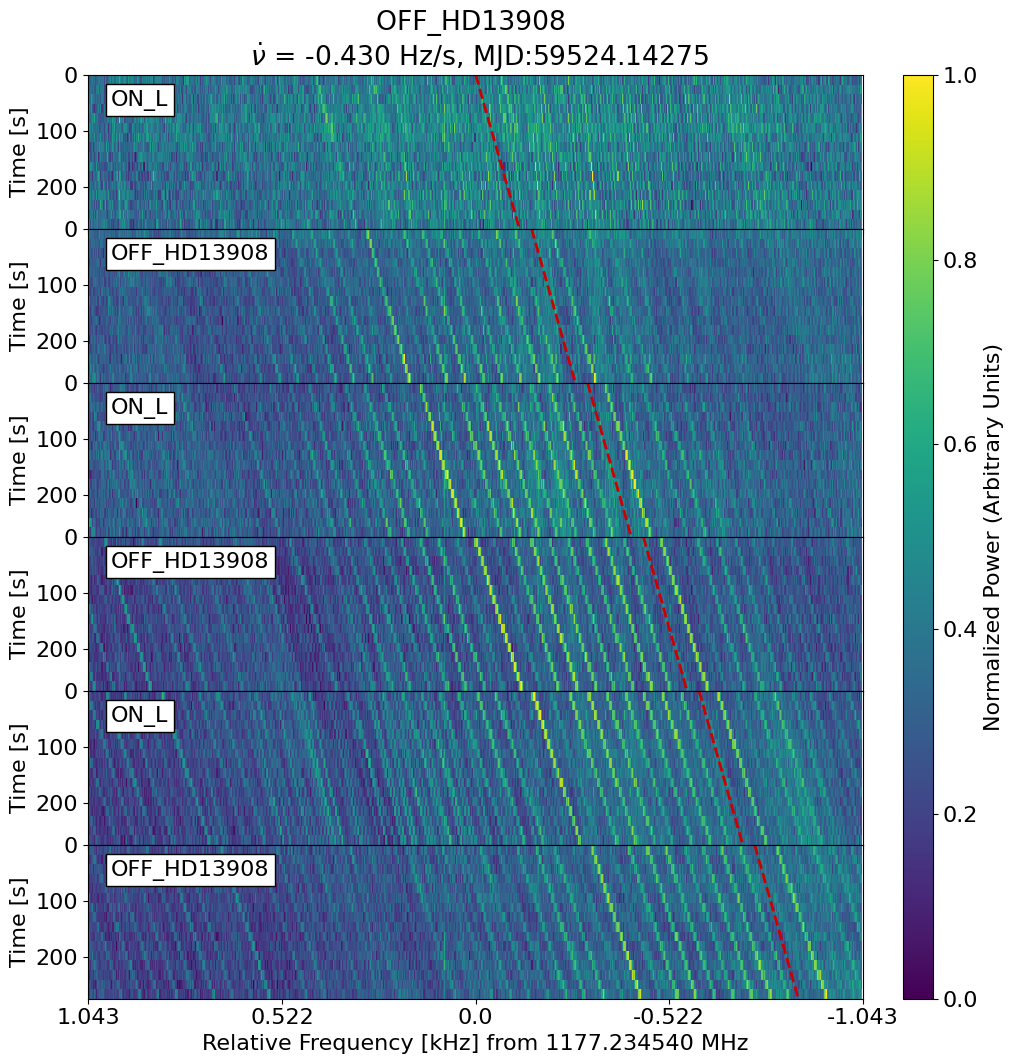 OFF_HD13908
ν̇ = -0.430 Hz/s, MJD:59524.14275
0
ON_L
100
Time [s]
200
0
OFF_HD13908
100
Time [s]
200
0
ON_L
100
Time [s]
200
0
OFF_HD13908
100
Time [s]
200
0
ON_L
100
Time [s]
200
0
OFF_HD13908
100
Time [s]
200
1.043 0.522 0.0 -0.522 -1.043
Relative Frequency [kHz] from 1177.234540 MHz
1.0
0.8
0.6
0.4
0.2
0.0
Normalized Power (Arbitrary Units)